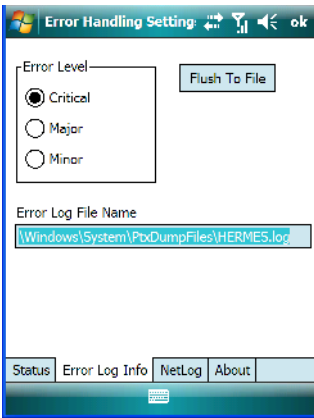 Error Handling Setting: ok
Error Level
Flush To File
Critical
Major
Minor
Error Log File Name
\Windows\System\PtxDumpFiles\HERMES.log
Status Error Log Info NetLog About